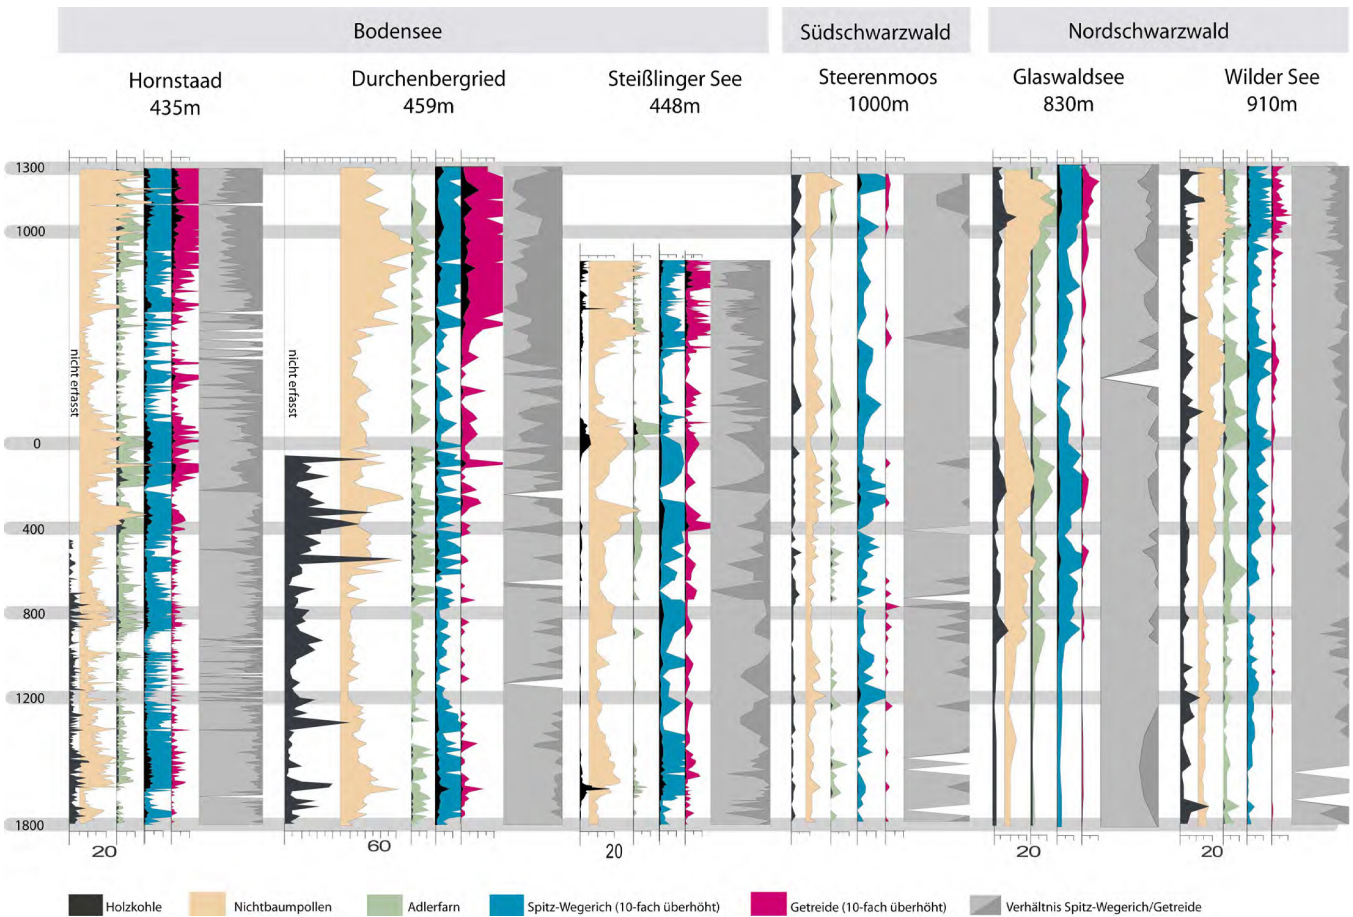 Bodensee
Südschwarzwald
Nordschwarzwald
Hornstaad
435m
Durchenbergried
459m
Steißlinger See
448m
Steerenmoos
1000m
Glaswaldsee
830m
Wilder See
910m
1300
1000
nicht erfasst
nicht erfasst
0
400
800
1200
1800
20
60
20
20
20
Holzkohle
Nichtbaumpollen
Adlerfarn
Spitz-Wegerich (10-fach überhöht)
Getreide (10-fach überhöht)
Verhältnis Spitz-Wegerich/Getreide